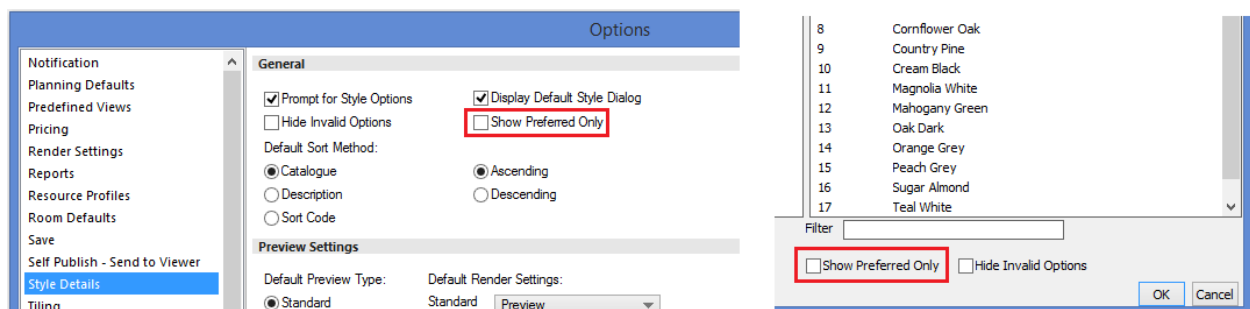 Options
Notification
Planning Defaults
Predefined Views
Pricing
Render Settings
Reports
Resource Profiles
Room Defaults
Save
Self Publish - Send to Viewer
Style Details
Tiling
General
Prompt for Style Options Display Default Style Dialog
Hide Invalid Options Show Preferred Only
Default Sort Method:
Catalogue Ascending
Description Descending
Sort Code
Preview Settings
Default Preview Type: Default Render Settings:
Standard Standard Preview
8 Cornflower Oak
9 Country Pine
10 Cream Black
11 Magnolia White
12 Mahogany Green
13 Oak Dark
14 Orange Grey
15 Peach Grey
16 Sugar Almond
17 Teal White
Filter
Show Preferred Only Hide Invalid Options
OK Cancel